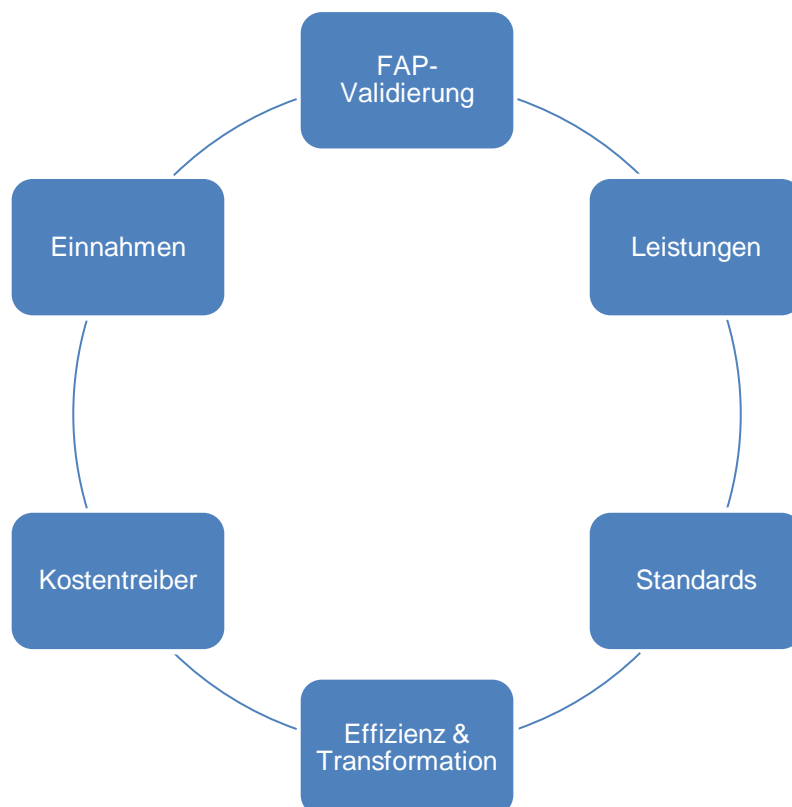 FAP-
Validierung
Einnahmen
Leistungen
Kostentreiber
Standards
Effizienz &
Transformation